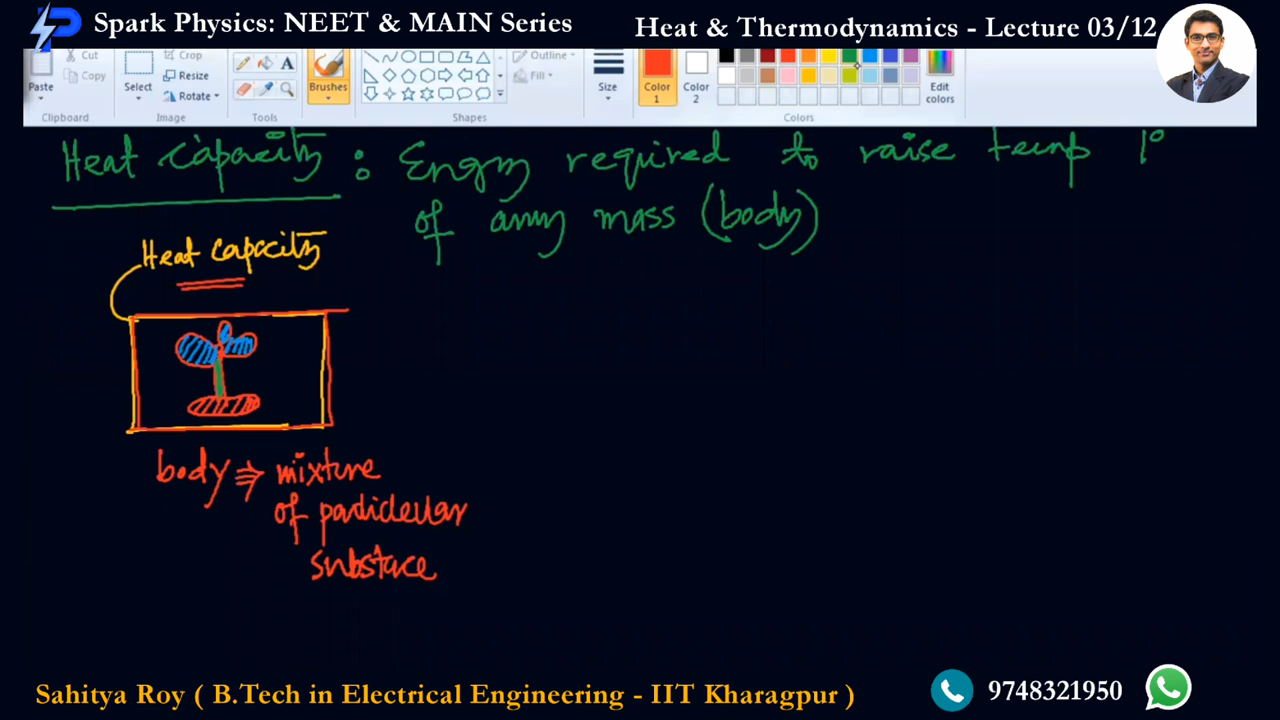 Spark Physics: NEET & MAIN Series
Heat & Thermodynamics - Lecture 03/12
Paste
Cut
Copy
Clipboard
Select
Crop
Resize
Rotate
Image
Tools
A
Brushes
Shapes
Outline
Fill
Size
Color 1
Color 2
Colors
Edit colors
Heat capacity : Engry required to raise temp 1°
of any mass (body)
Heat capacity
body ⇒ mixture
of particular
substace
Sahitya Roy ( B.Tech in Electrical Engineering - IIT Kharagpur )
9748321950